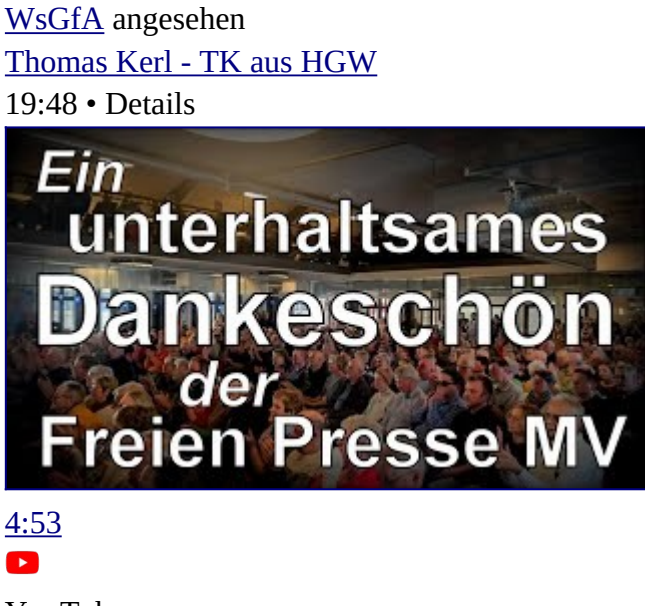 WsGfA angesehen
Thomas Kerl - TK aus HGW
19:48 • Details
Ein
unterhaltsames
Dankeschön
der
Freien Presse MV
4:53